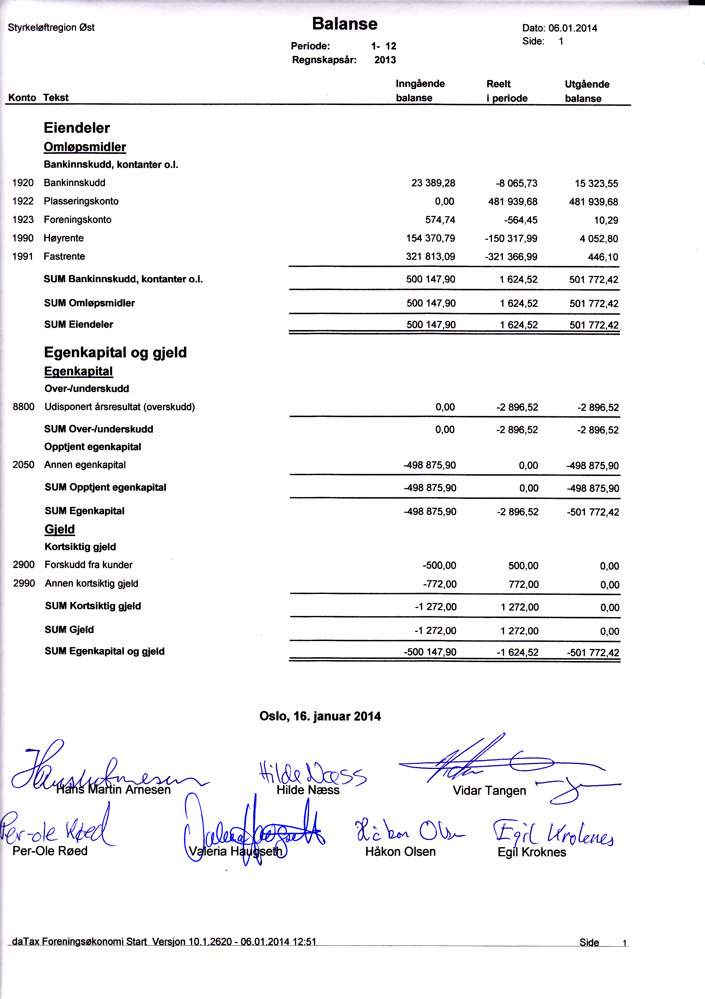 Styrkeløftregion Øst
Balanse
Dato: 06.01.2014
Side: 1
Periode: 1- 12
Regnskapsår: 2013
Inngående Reelt Utgående
Konto Tekst balanse i periode balanse
Eiendeler
Omløpsmidler
Bankinnskudd, kontanter o.l.
1920 Bankinnskudd 23 389,28 -8 065,73 15 323,55
1922 Plasseringskonto 0,00 481 939,68 481 939,68
1923 Foreningskonto 574,74 -564,45 10,29
1990 Høyrente 154 370,79 -150 317,99 4 052,80
1991 Fastrente 321 813,09 -321 366,99 446,10
SUM Bankinnskudd, kontanter o.l. 500 147,90 1 624,52 501 772,42
SUM Omløpsmidler 500 147,90 1 624,52 501 772,42
SUM Eiendeler 500 147,90 1 624,52 501 772,42
Egenkapital og gjeld
Egenkapital
Over-/underskudd
8800 Udisponert årsresultat (overskudd) 0,00 -2 896,52 -2 896,52
SUM Over-/underskudd 0,00 -2 896,52 -2 896,52
Opptjent egenkapital
2050 Annen egenkapital -498 875,90 0,00 -498 875,90
SUM Opptjent egenkapital -498 875,90 0,00 -498 875,90
SUM Egenkapital -498 875,90 -2 896,52 -501 772,42
Gjeld
Kortsiktig gjeld
2900 Forskudd fra kunder -500,00 500,00 0,00
2990 Annen kortsiktig gjeld -772,00 772,00 0,00
SUM Kortsiktig gjeld -1 272,00 1 272,00 0,00
SUM Gjeld -1 272,00 1 272,00 0,00
SUM Egenkapital og gjeld -500 147,90 -1 624,52 -501 772,42
Oslo, 16. januar 2014
Hilde Næss
Hans Martin Arnesen Hilde Næss Vidar Tangen
Per-ole Røed Valeria Haugseth Håkon Olsen Egil Kroknes
Per-Ole Røed Valeria Haugseth Håkon Olsen Egil Kroknes
daTax Foreningsøkonomi Start Versjon 10.1.2620 - 06.01.2014 12:51 Side 1